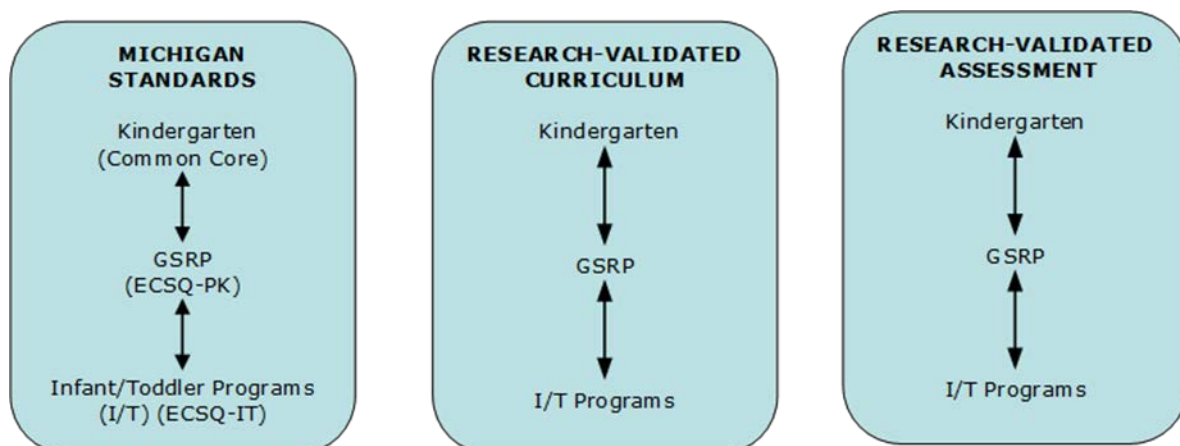 MICHIGAN
STANDARDS
Kindergarten
(Common Core)
GSRP
(ECSQ-PK)
Infant/Toddler Programs
(I/T) (ECSQ-IT)
RESEARCH-VALIDATED
CURRICULUM
Kindergarten
GSRP
I/T Programs
RESEARCH-VALIDATED
ASSESSMENT
Kindergarten
GSRP
I/T Programs